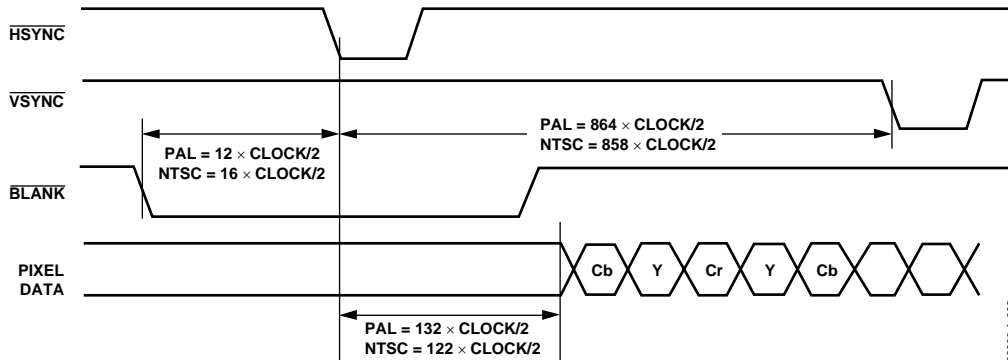 HSYNC
VSYNC
PAL = 12 × CLOCK/2
NTSC = 16 × CLOCK/2
PAL = 864 × CLOCK/2
NTSC = 858 × CLOCK/2
BLANK
PIXEL
DATA
Cb Y Cr Y Cb
PAL = 132 × CLOCK/2
NTSC = 122 × CLOCK/2